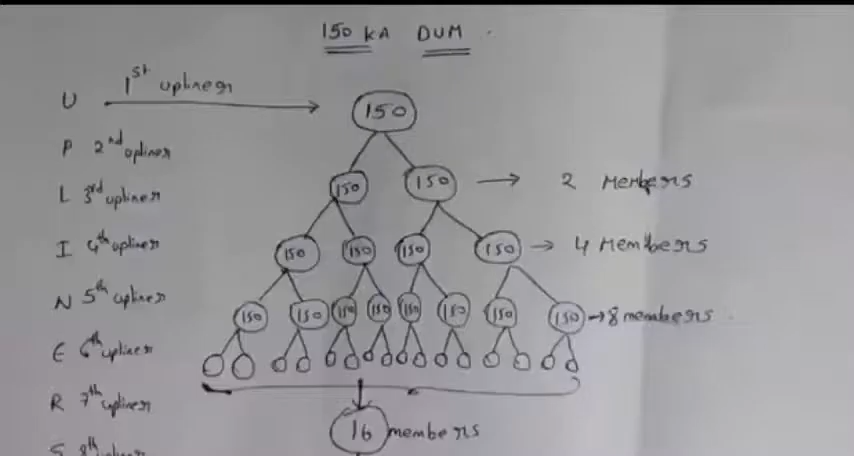 150 KA DUM
U 1st upliner
150
P 2nd upliner
L 3rd upliner 150 150 → 2 Members
I 4th upliner 150 150 150 150 → 4 Members
N 5th upliner 150 150 150 150 150 150 150 150 → 8 members
E 6th upliner
R 7th upliner
16 members
S 8th upliner